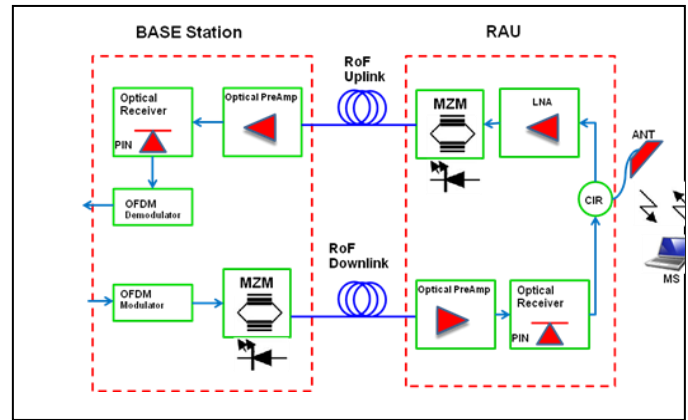 BASE Station
RAU
RoF
Uplink
Optical
Receiver
PIN
Optical PreAmp
MZM
LNA
ANT
OFDM
Demodulator
CIR
RoF
Downlink
MS
OFDM
Modulator
MZM
Optical PreAmp
Optical
Receiver
PIN